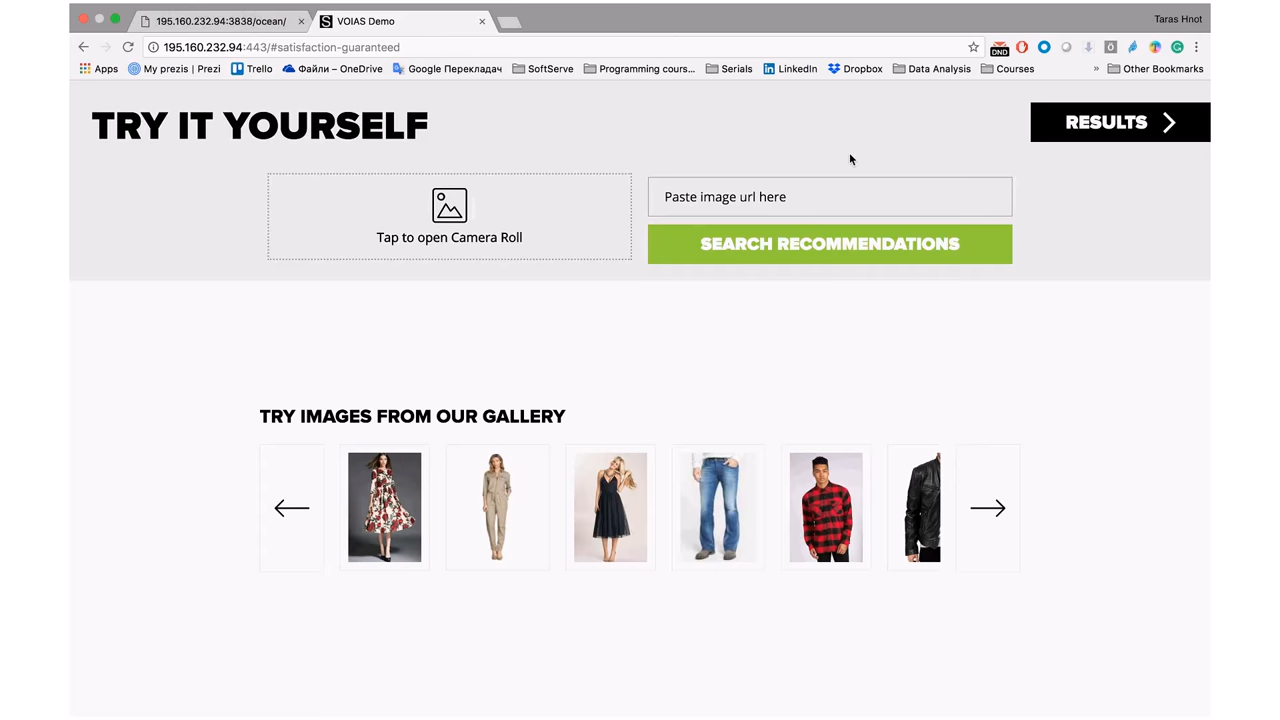 195.160.232.94:3838/ocean/
VOIAS Demo
Taras Hnot
195.160.232.94:443/#satisfaction-guaranteed
DND
Apps
My prezis | Prezi
Trello
Файли – OneDrive
Google Перекладач
SoftServe
Programming cours...
Serials
LinkedIn
Dropbox
Data Analysis
Courses
»
Other Bookmarks
TRY IT YOURSELF
RESULTS
Tap to open Camera Roll
Paste image url here
SEARCH RECOMMENDATIONS
TRY IMAGES FROM OUR GALLERY